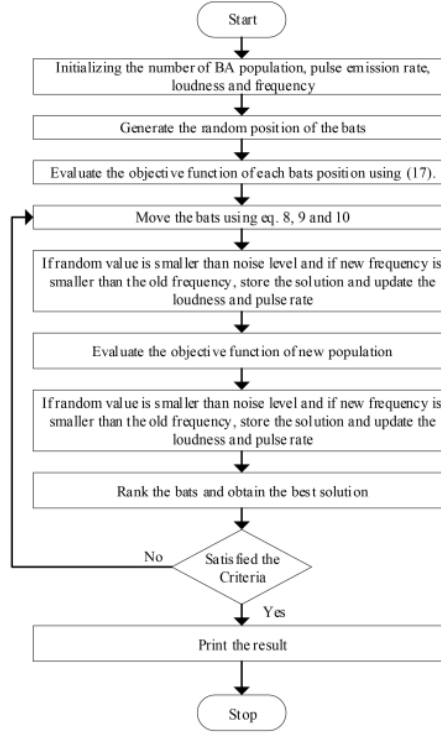 Start
Initializing the number of BA population, pulse emission rate,
loudness and frequency
Generate the random position of the bats
Evaluate the objective function of each bats position using (17).
Move the bats using eq. 8, 9 and 10
If random value is smaller than noise level and if new frequency is
smaller than the old frequency, store the solution and update the
loudness and pulse rate
Evaluate the objective function of new population
If random value is smaller than noise level and if new frequency is
smaller than the old frequency, store the solution and update the
loudness and pulse rate
Rank the bats and obtain the best solution
No
Satisfied the
Criteria
Yes
Print the result
Stop